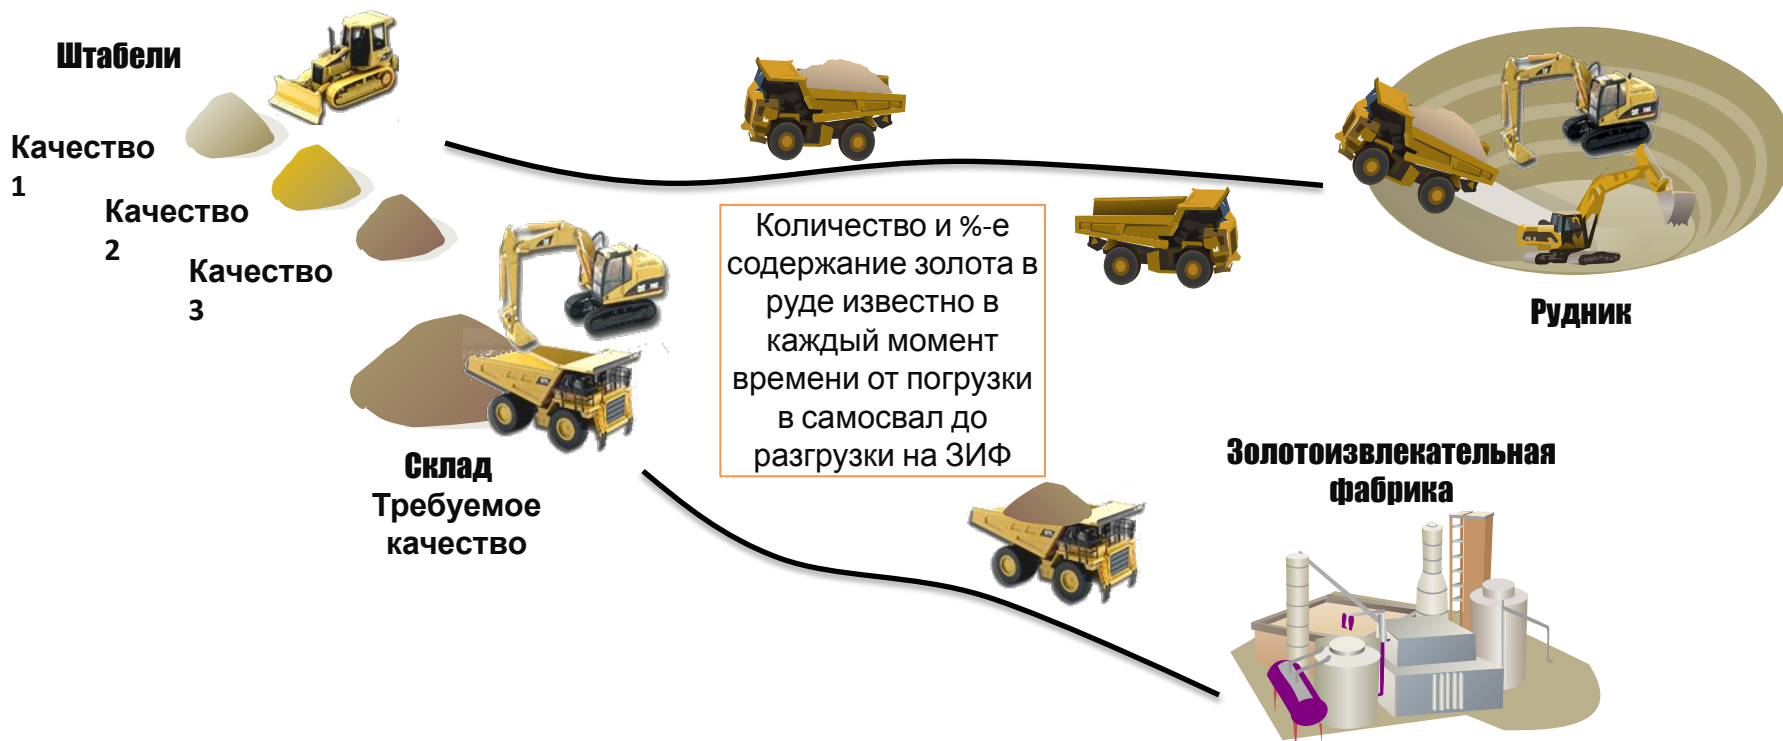 Штабели
Качество
1
Качество
2
Качество
3
Склад
Требуемое
качество
Количество и %-е
содержание золота в
руде известно в
каждый момент
времени от погрузки
в самосвал до
разгрузки на ЗИФ
Рудник
Золотоизвлекательная
фабрика